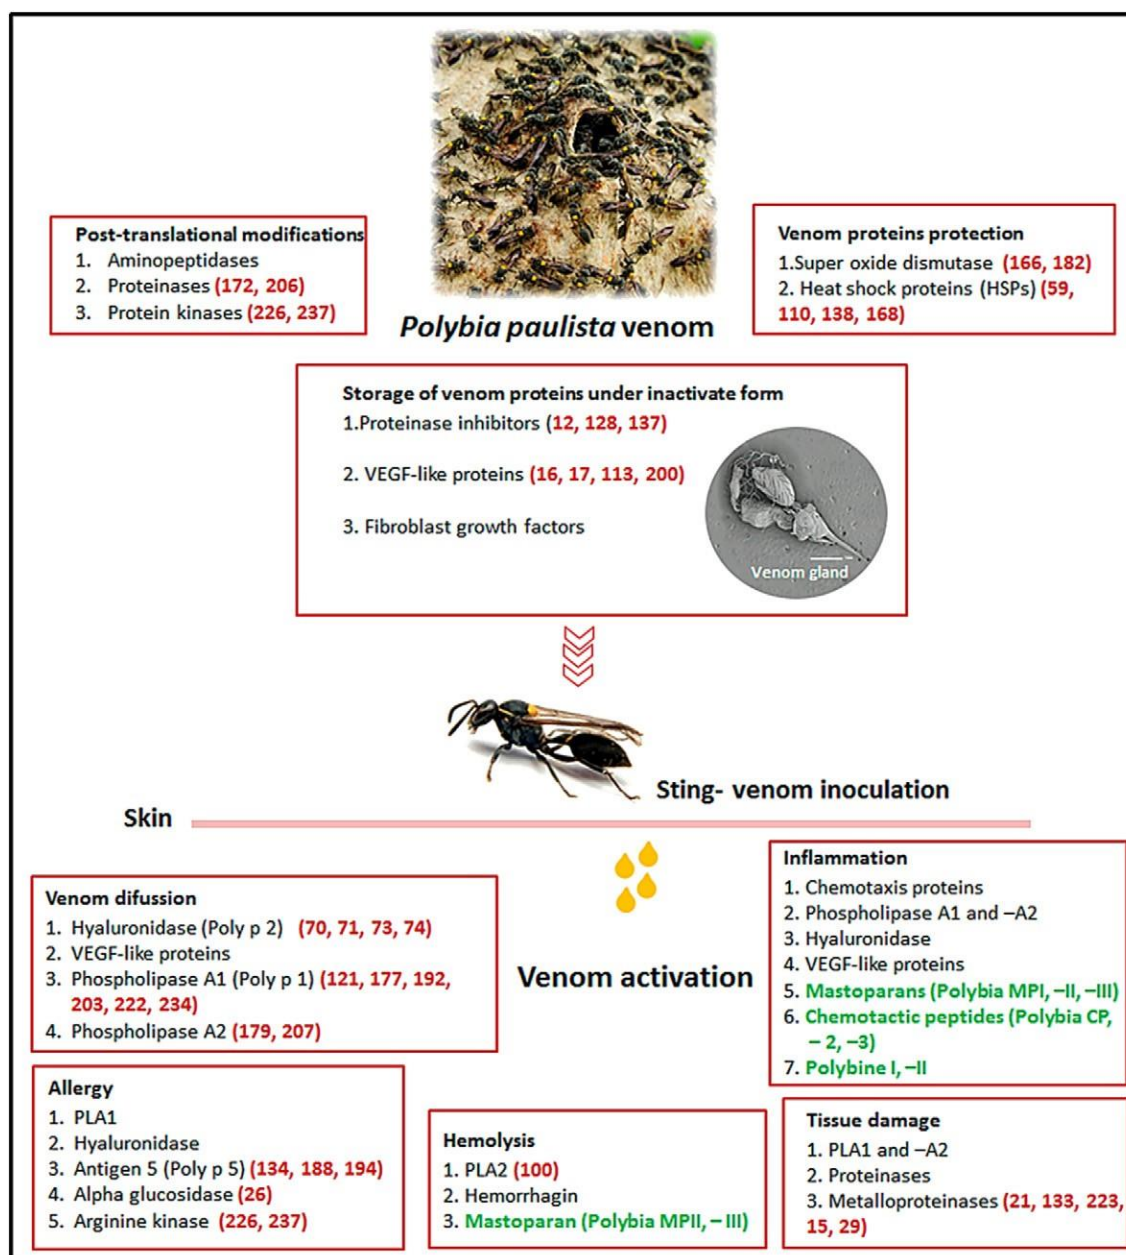 Post-translational modifications
1. Aminopeptidases
2. Proteinases (172, 206)
3. Protein kinases (226, 237)
Venom proteins protection
1.Super oxide dismutase (166, 182)
2. Heat shock proteins (HSPs) (59,
110, 138, 168)
Polybia paulista venom
Storage of venom proteins under inactivate form
1.Proteinase inhibitors (12, 128, 137)
2. VEGF-like proteins (16, 17, 113, 200)
3. Fibroblast growth factors
Venom gland
Sting- venom inoculation
Skin
Venom difussion
1. Hyaluronidase (Poly p 2) (70, 71, 73, 74)
2. VEGF-like proteins
3. Phospholipase A1 (Poly p 1) (121, 177, 192,
203, 222, 234)
4. Phospholipase A2 (179, 207)
Venom activation
Inflammation
1. Chemotaxis proteins
2. Phospholipase A1 and –A2
3. Hyaluronidase
4. VEGF-like proteins
5. Mastoparans (Polybia MPI, –II, –III)
6. Chemotactic peptides (Polybia CP,
– 2, –3)
7. Polybine I, –II
Allergy
1. PLA1
2. Hyaluronidase
3. Antigen 5 (Poly p 5) (134, 188, 194)
4. Alpha glucosidase (26)
5. Arginine kinase (226, 237)
Hemolysis
1. PLA2 (100)
2. Hemorrhagin
3. Mastoparan (Polybia MPII, – III)
Tissue damage
1. PLA1 and –A2
2. Proteinases
3. Metalloproteinases (21, 133, 223,
15, 29)